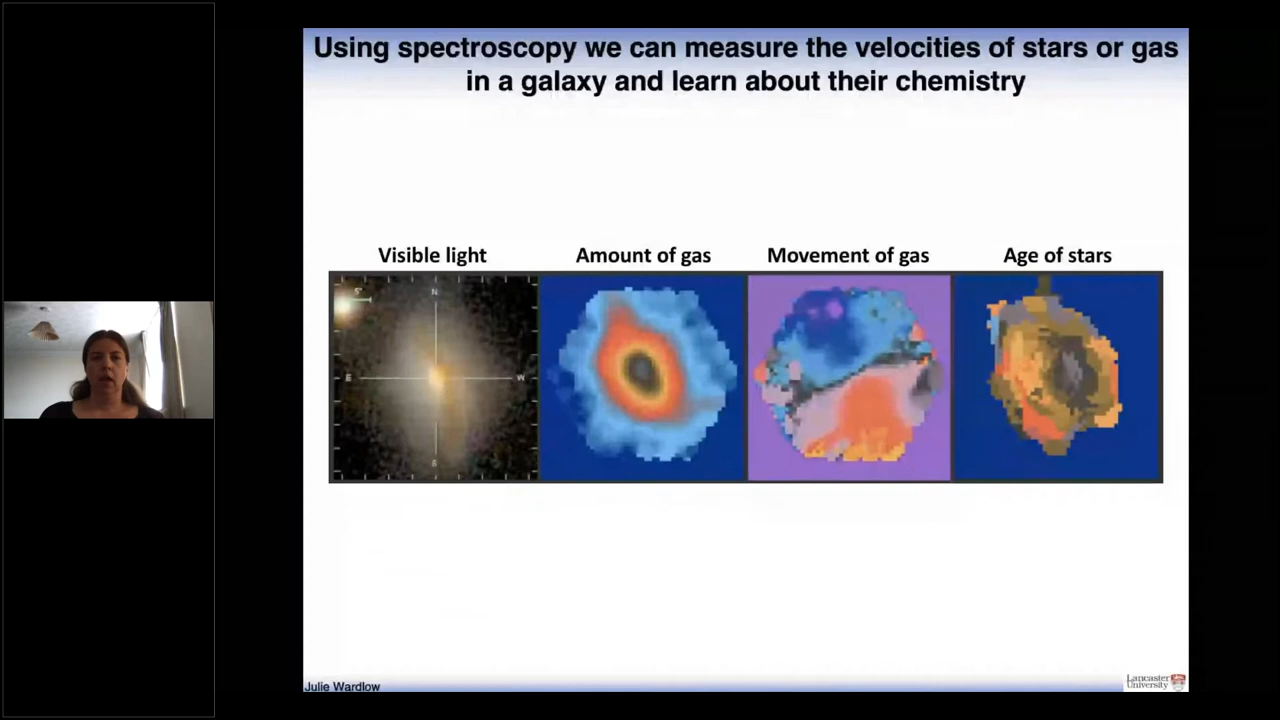 Using spectroscopy we can measure the velocities of stars or gas
in a galaxy and learn about their chemistry
Visible light
Amount of gas
Movement of gas
Age of stars
5"
N
E
W
S
Julie Wardlow
Lancaster
University